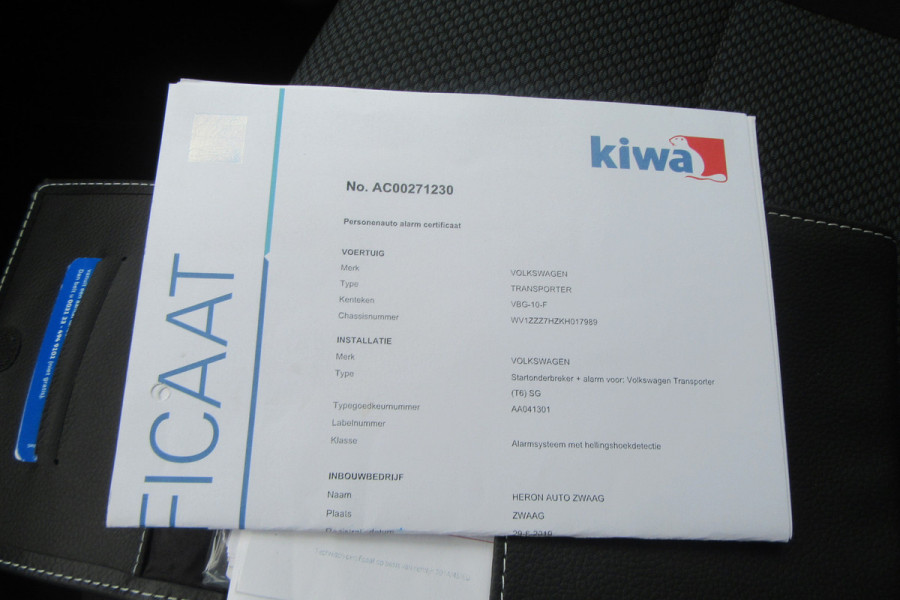 kiwa
No. AC00271230
Personenauto alarm certificaat
VOERTUIG
Merk VOLKSWAGEN
Type TRANSPORTER
Kenteken VBG-10-F
Chassisnummer WV1ZZZ7HZKH017989
INSTALLATIE
Merk VOLKSWAGEN
Type Startonderbreker + alarm voor: Volkswagen Transporter
(T6) SG
Typegoedkeurnummer AA041301
Labelnummer
Klasse Alarmsysteem met hellingshoekdetectie
INBOUWBEDRIJF
Naam HERON AUTO ZWAAG
Plaats ZWAAG
FICAAT